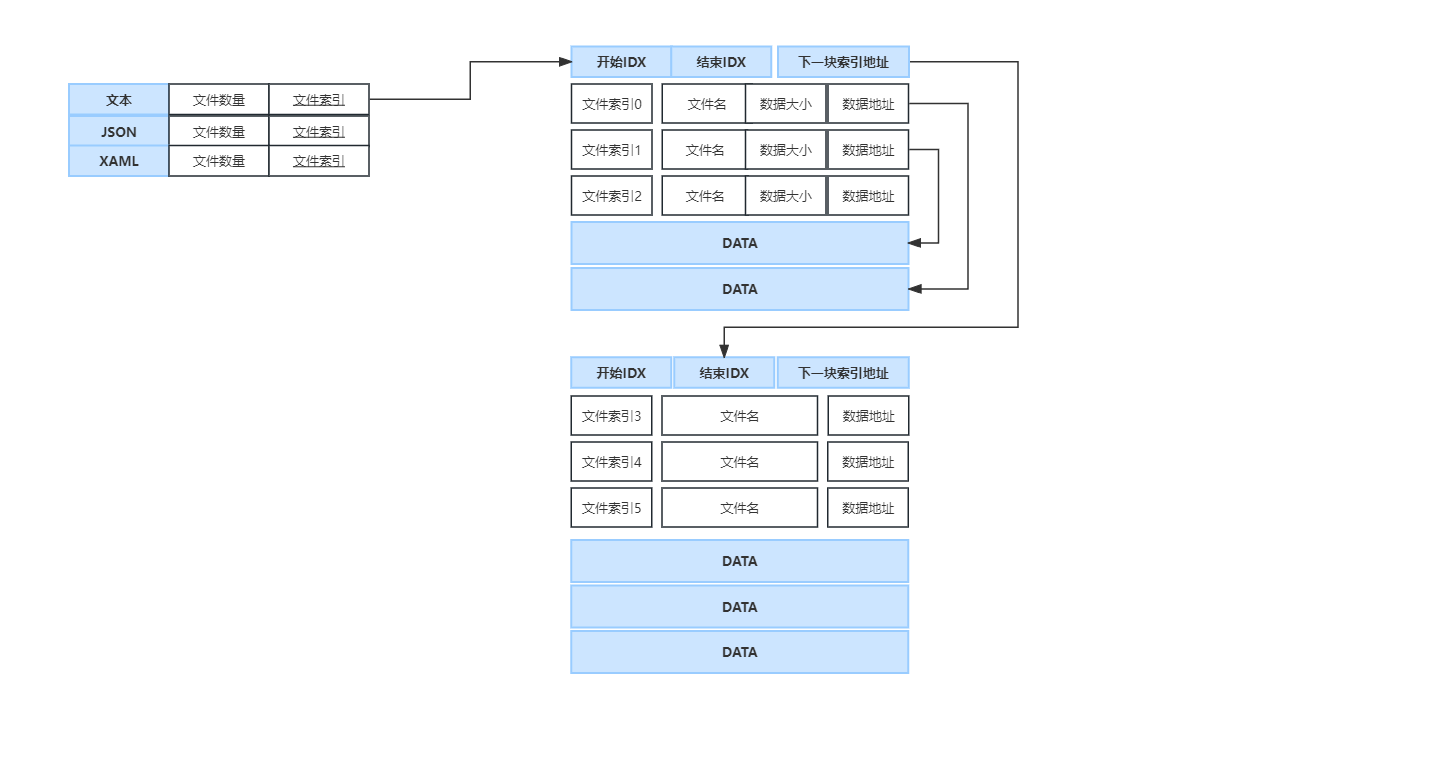 文本 文件数量 文件索引
JSON 文件数量 文件索引
XAML 文件数量 文件索引
开始IDX 结束IDX 下一块索引地址
文件索引0 文件名 数据大小 数据地址
文件索引1 文件名 数据大小 数据地址
文件索引2 文件名 数据大小 数据地址
DATA
DATA
开始IDX 结束IDX 下一块索引地址
文件索引3 文件名 数据地址
文件索引4 文件名 数据地址
文件索引5 文件名 数据地址
DATA
DATA
DATA